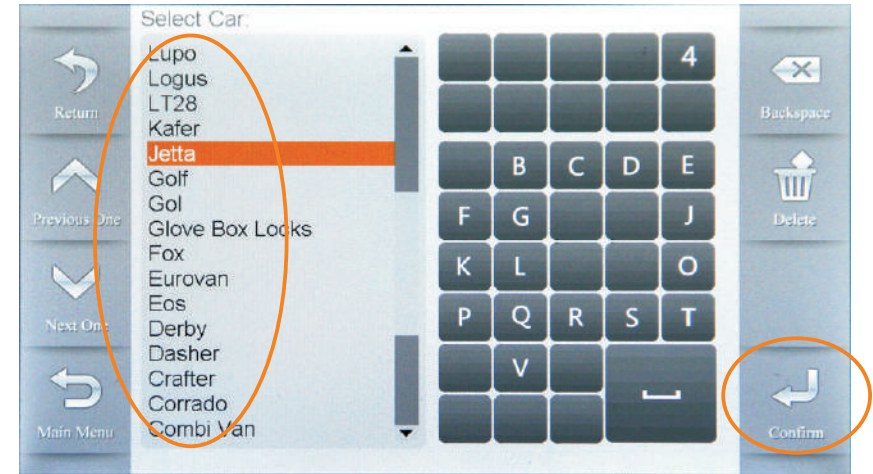 Select Car:
Return
Previous One
Next One
Main Menu
Lupo
Logus
LT28
Kafer
Jetta
Golf
Gol
Glove Box Locks
Fox
Eurovan
Eos
Derby
Dasher
Crafter
Corrado
Combi Van
4
B C D E
F G J
K L O
P Q R S T
V
Backspace
Delete
Confirm